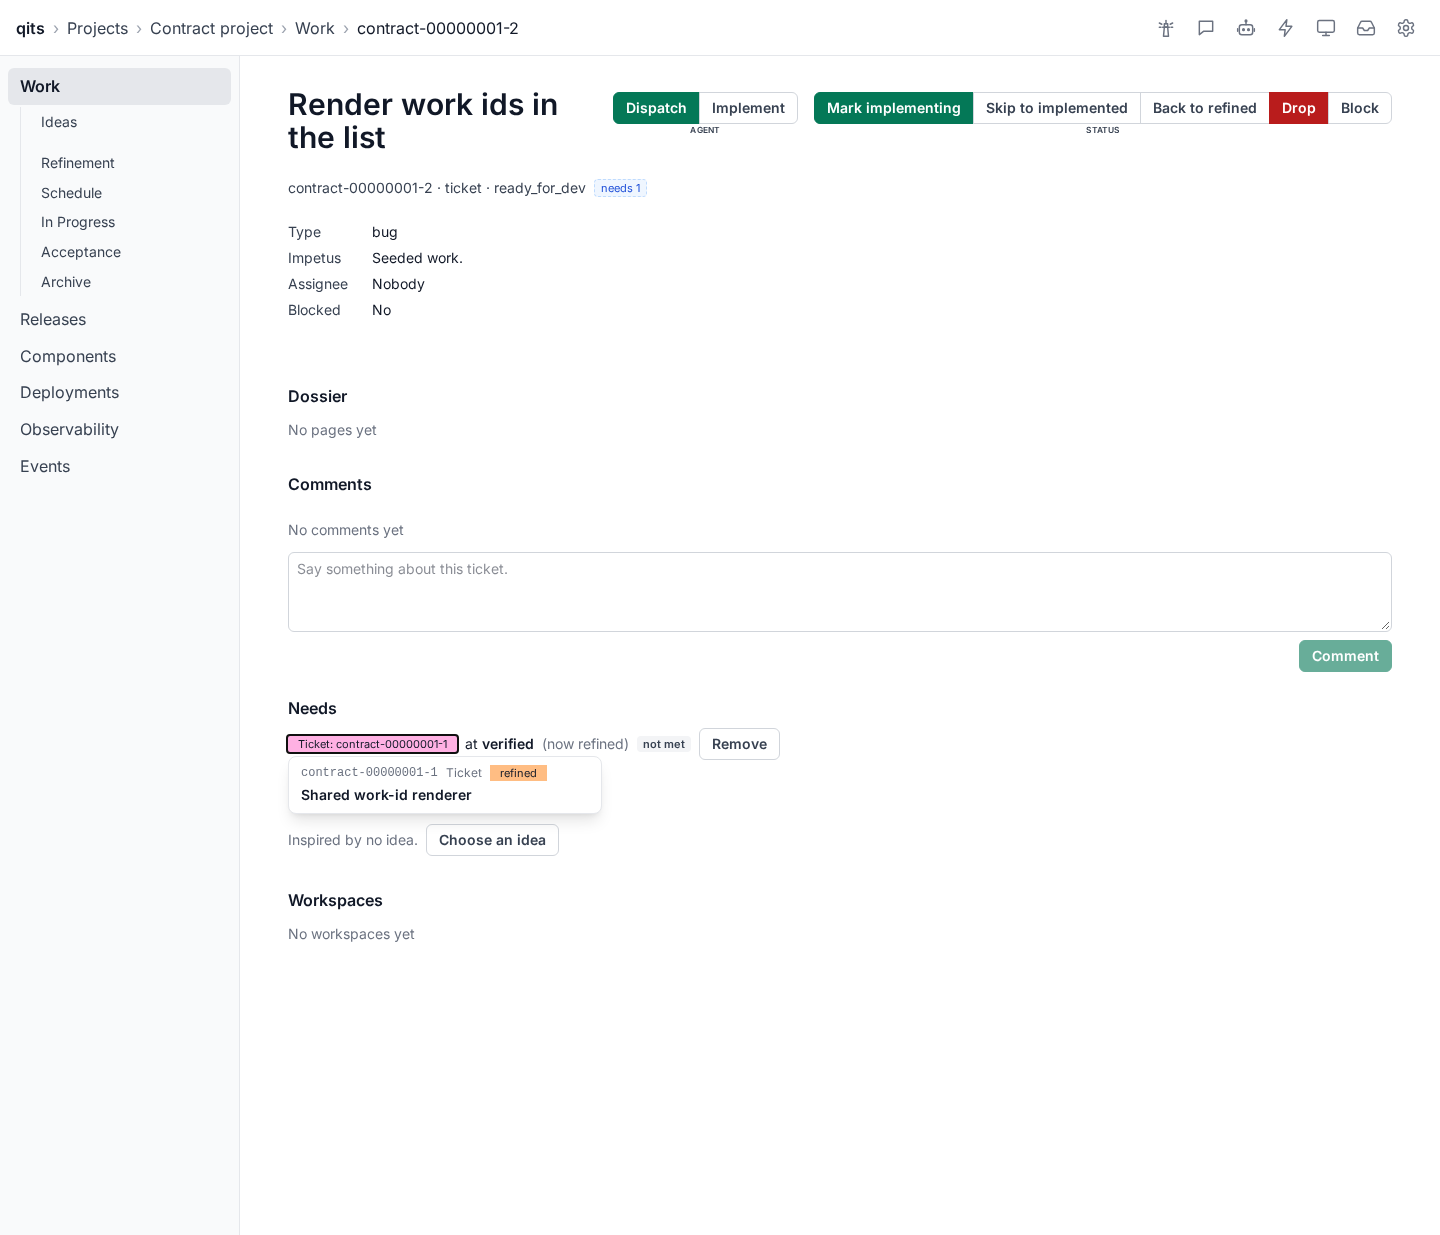 qits › Projects › Contract project › Work › contract-00000001-2
Work
Ideas
Refinement
Schedule
In Progress
Acceptance
Archive
Releases
Components
Deployments
Observability
Events
Render work ids in
the list
Dispatch Implement
AGENT
Mark implementing Skip to implemented Back to refined Drop Block
STATUS
contract-00000001-2 · ticket · ready_for_dev needs 1
Type bug
Impetus Seeded work.
Assignee Nobody
Blocked No
Dossier
No pages yet
Comments
No comments yet
Say something about this ticket.
Comment
Needs
Ticket: contract-00000001-1 at verified (now refined) not met Remove
contract-00000001-1 Ticket refined
Shared work-id renderer
Inspired by no idea. Choose an idea
Workspaces
No workspaces yet